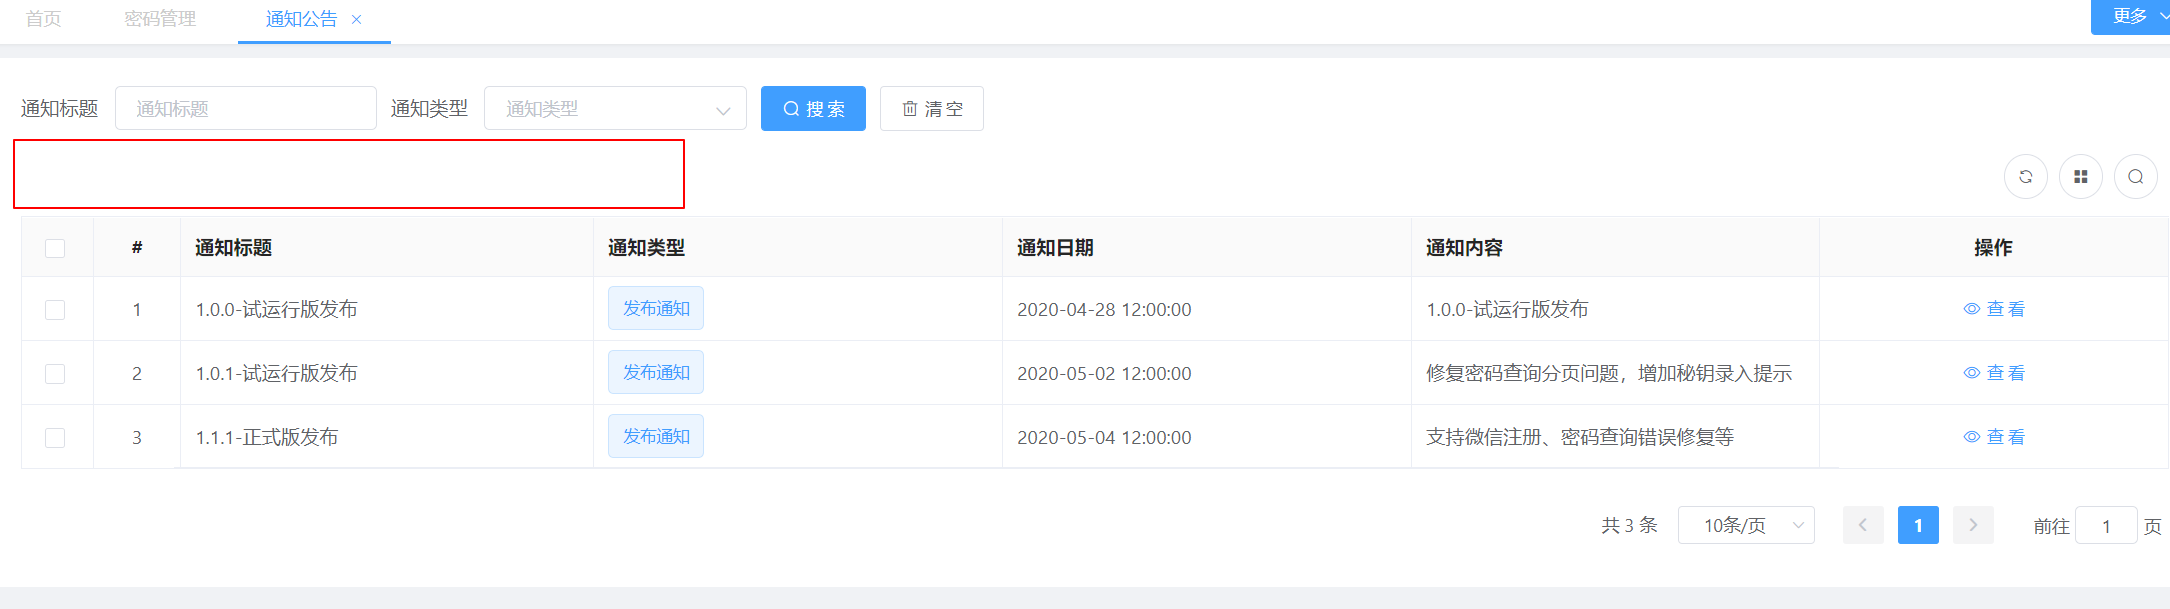 首页 密码管理 通知公告 更多
通知标题 通知标题 通知类型 通知类型 搜索 清空
# 通知标题 通知类型 通知日期 通知内容 操作
1 1.0.0-试运行版发布 发布通知 2020-04-28 12:00:00 1.0.0-试运行版发布 查看
2 1.0.1-试运行版发布 发布通知 2020-05-02 12:00:00 修复密码查询分页问题，增加秘钥录入提示 查看
3 1.1.1-正式版发布 发布通知 2020-05-04 12:00:00 支持微信注册、密码查询错误修复等 查看
共 3 条 10条/页 1 前往 1 页